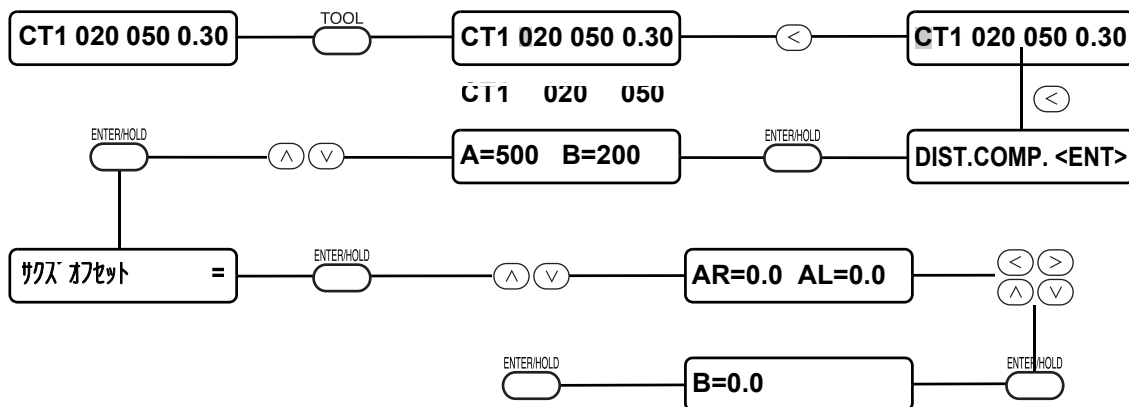 TOOL
CT1 020 050 0.30
CT1 020 050 0.30
<
CT1 020 050 0.30
CT1 020 050
<
ENTER/HOLD
∧ ∨
A=500 B=200
ENTER/HOLD
DIST.COMP. <ENT>
サクズ オフセット =
ENTER/HOLD
∧ ∨
AR=0.0 AL=0.0
< >
∧ ∨
ENTER/HOLD
B=0.0
ENTER/HOLD